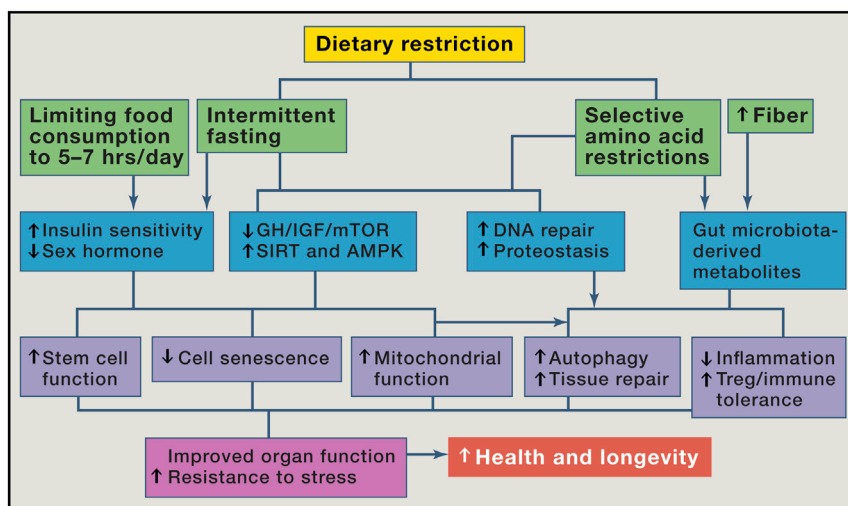 Dietary restriction
Limiting food
consumption
to 5–7 hrs/day
Intermittent
fasting
Selective
amino acid
restrictions
↑ Fiber
↑ Insulin sensitivity
↓ Sex hormone
↓ GH/IGF/mTOR
↑ SIRT and AMPK
↑ DNA repair
↑ Proteostasis
Gut microbiota-
derived
metabolites
↑ Stem cell
function
↓ Cell senescence
↑ Mitochondrial
function
↑ Autophagy
↑ Tissue repair
↓ Inflammation
↑ Treg/immune
tolerance
Improved organ function
↑ Resistance to stress
↑ Health and longevity